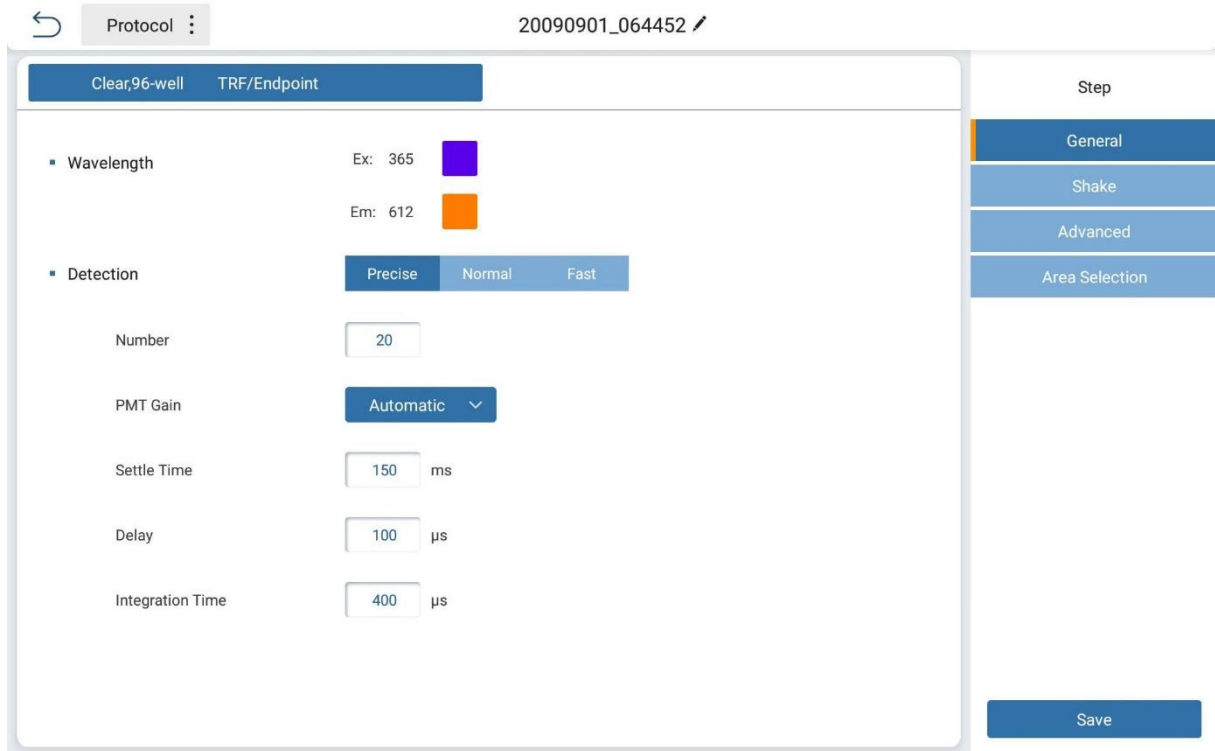 Protocol
20090901_064452
Clear,96-well TRF/Endpoint
Wavelength
Ex: 365
Em: 612
Detection
Precise Normal Fast
Number 20
PMT Gain Automatic
Settle Time 150 ms
Delay 100 µs
Integration Time 400 µs
Step
General
Shake
Advanced
Area Selection
Save